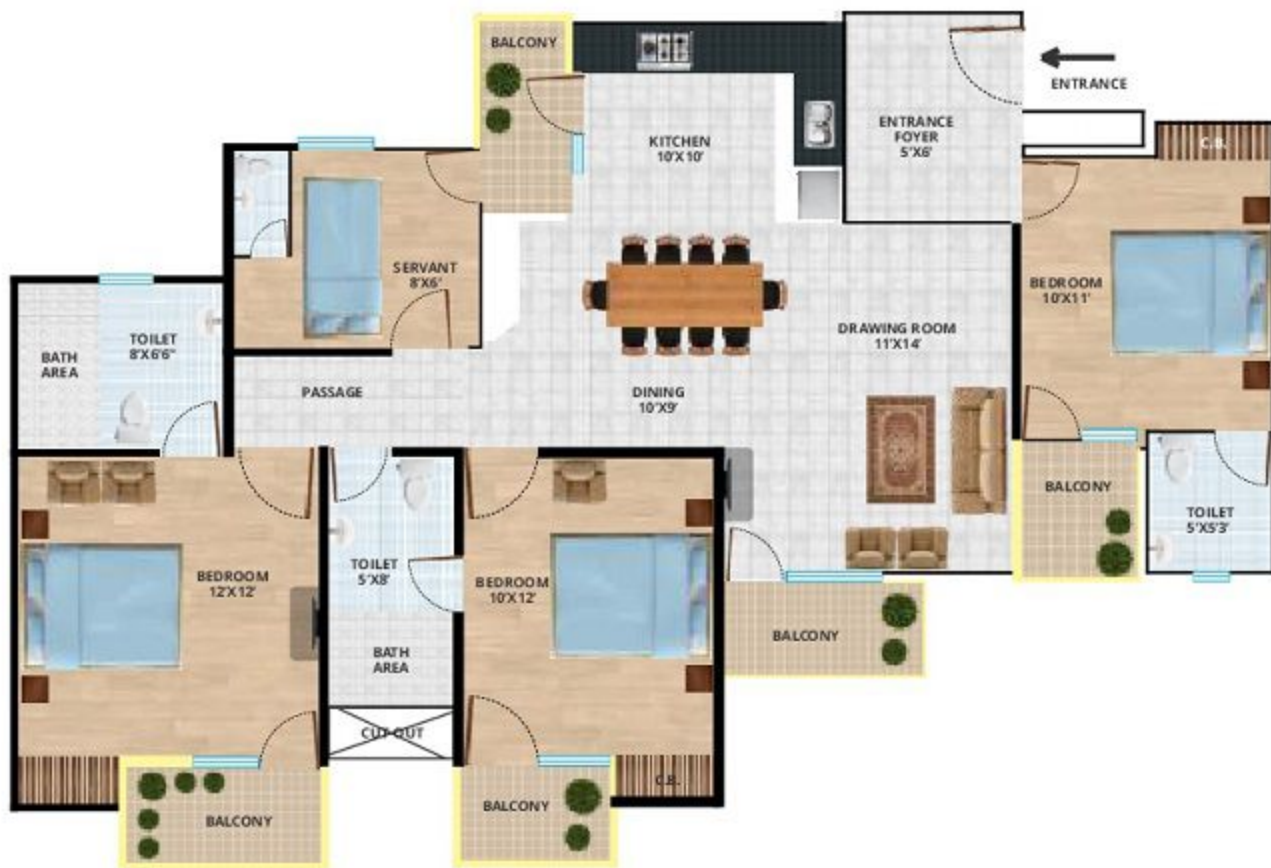 BALCONY
ENTRANCE
KITCHEN
10'X10'
ENTRANCE
FOYER
5'X6'
C.B.
SERVANT
8'X6'
BEDROOM
10'X11'
TOILET
8'X6'6"
BATH
AREA
DRAWING ROOM
11'X14'
PASSAGE
DINING
10'X9'
BALCONY
TOILET
5'X5'3'
BEDROOM
12'X12'
TOILET
5'X8'
BEDROOM
10'X12'
BATH
AREA
BALCONY
CUT OUT
C.B.
BALCONY
BALCONY